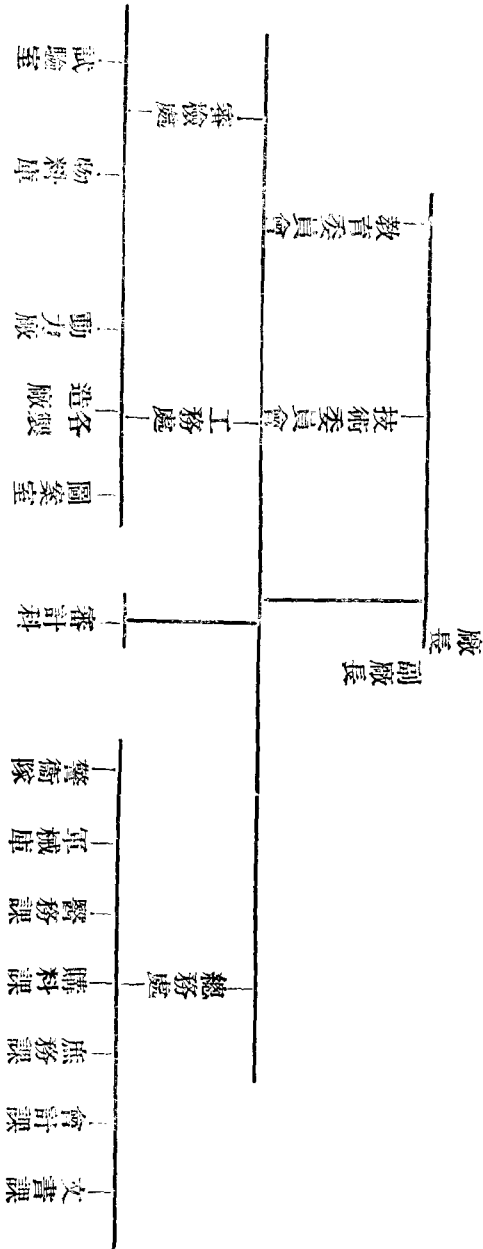 廠長
副廠長
技術委員會
教育委員會
總務處
工務處
審檢處
文書課
會計課
庶務課
購料課
醫務課
軍械庫
警衛隊
審計科
圖案室
各製
造廠
動力廠
物料庫
試驗室